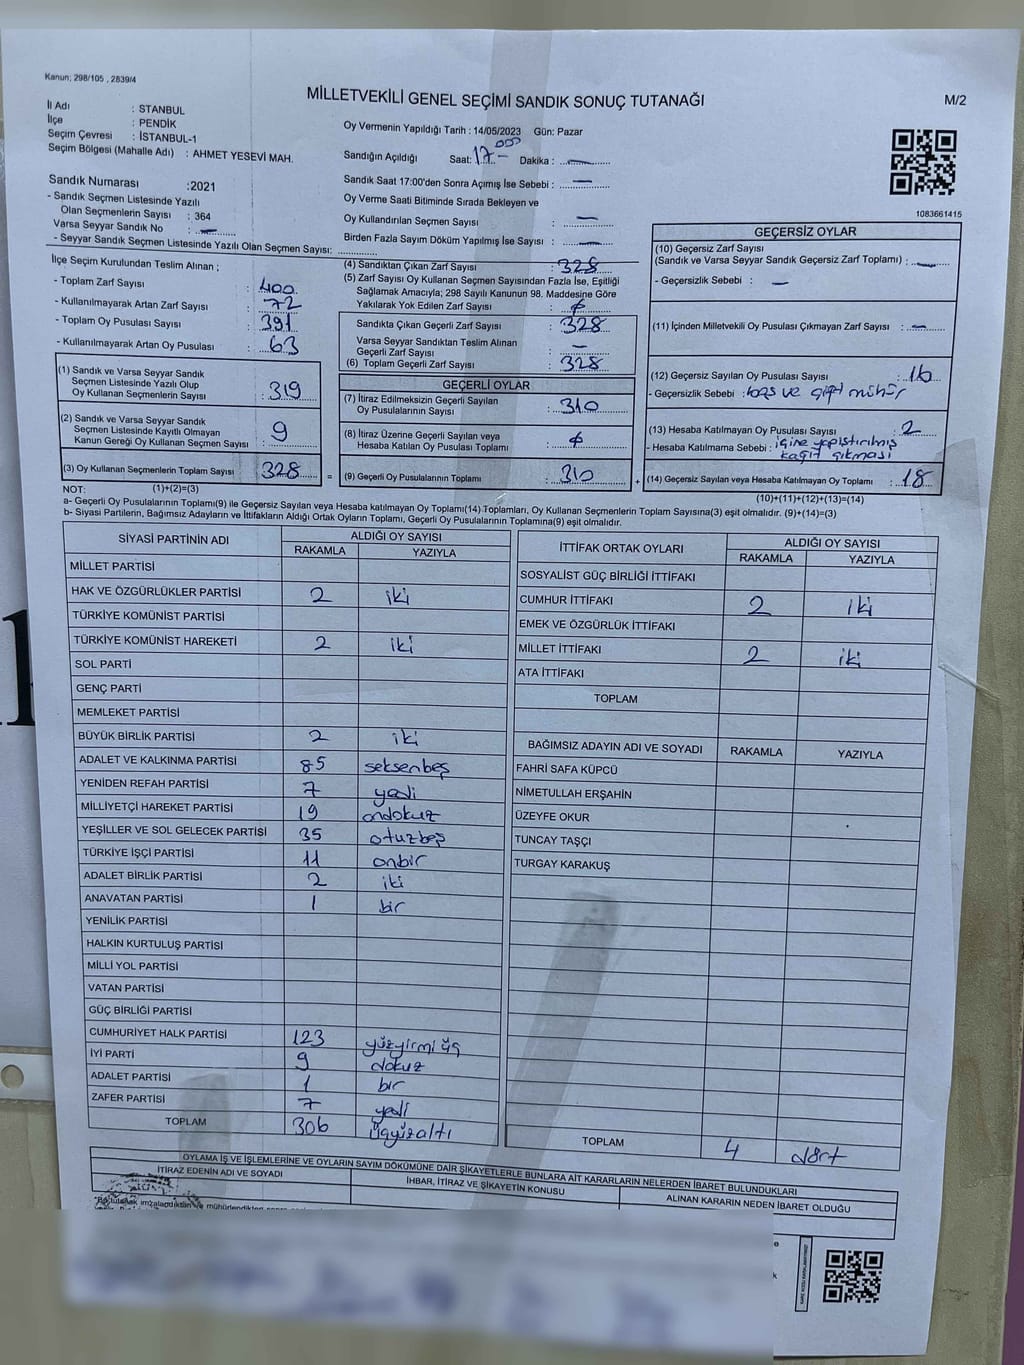 Kanun; 298/105 , 2839/4
MİLLETVEKİLİ GENEL SEÇİMİ SANDIK SONUÇ TUTANAĞI
M/2
İl Adı : STANBUL
İlçe : PENDİK
Seçim Çevresi : İSTANBUL-1
Seçim Bölgesi (Mahalle Adı) : AHMET YESEVİ MAH.
Sandık Numarası :2021
- Sandık Seçmen Listesinde Yazılı
Olan Seçmenlerin Sayısı : 364
Varsa Seyyar Sandık No : —
- Seyyar Sandık Seçmen Listesinde Yazılı Olan Seçmen Sayısı:
Oy Vermenin Yapıldığı Tarih : 14/05/2023 Gün: Pazar
Sandığın Açıldığı Saat: 17 - Dakika : —
Sandık Saat 17:00'den Sonra Açımış İse Sebebi : —
Oy Verme Saati Bitiminde Sırada Bekleyen ve
Oy Kullandırılan Seçmen Sayısı : —
Birden Fazla Sayım Döküm Yapılmış İse Sayısı : —
1083661415
İlçe Seçim Kurulundan Teslim Alınan ;
- Toplam Zarf Sayısı : 400
- Kullanılmayarak Artan Zarf Sayısı : 72
- Toplam Oy Pusulası Sayısı : 391
- Kullanılmayarak Artan Oy Pusulası : 63
(1) Sandık ve Varsa Seyyar Sandık
Seçmen Listesinde Yazılı Olup
Oy Kullanan Seçmenlerin Sayısı : 319
(2) Sandık ve Varsa Seyyar Sandık
Seçmen Listesinde Kayıtlı Olmayan
Kanun Gereği Oy Kullanan Seçmen Sayısı : 9
(3) Oy Kullanan Seçmenlerin Toplam Sayısı : 328 =
(4) Sandıktan Çıkan Zarf Sayısı : 328
(5) Zarf Sayısı Oy Kullanan Seçmen Sayısından Fazla İse, Eşitliği
Sağlamak Amacıyla; 298 Sayılı Kanunun 98. Maddesine Göre
Yakılarak Yok Edilen Zarf Sayısı : ϕ
Sandıkta Çıkan Geçerli Zarf Sayısı : 328
Varsa Seyyar Sandıktan Teslim Alınan
Geçerli Zarf Sayısı : —
(6) Toplam Geçerli Zarf Sayısı : 328
GEÇERLİ OYLAR
(7) İtiraz Edilmeksizin Geçerli Sayılan
Oy Pusulalarının Sayısı : 310
(8) İtiraz Üzerine Geçerli Sayılan veya
Hesaba Katılan Oy Pusulaları Toplamı : ϕ
(9) Geçerli Oy Pusulalarının Toplamı : 310 +
GEÇERSİZ OYLAR
(10) Geçersiz Zarf Sayısı
(Sandık ve Varsa Seyyar Sandık Geçersiz Zarf Toplamı) : —
- Geçersizlik Sebebi : —
(11) İçinden Milletvekili Oy Pusulası Çıkmayan Zarf Sayısı : —
(12) Geçersiz Sayılan Oy Pusulası Sayısı : 16
- Geçersizlik Sebebi : boş ve çift mühür
(13) Hesaba Katılmayan Oy Pusulası Sayısı : 2
- Hesaba Katılmama Sebebi : içine yapıştırılmış
kağıt çıkması
(14) Geçersiz Sayılan veya Hesaba Katılmayan Oy Toplamı : 18
NOT: (1)+(2)=(3)
(10)+(11)+(12)+(13)=(14)
a- Geçerli Oy Pusulalarının Toplamı(9) ile Geçersiz Sayılan veya Hesaba katılmayan Oy Toplamı(14) Toplamları, Oy Kullanan Seçmenlerin Toplam Sayısına(3) eşit olmalıdır. (9)+(14)=(3)
b- Siyasi Partilerin, Bağımsız Adayların ve İttifakların Aldığı Ortak Oyların Toplamı, Geçerli Oy Pusulalarının Toplamına(9) eşit olmalıdır.
SİYASİ PARTİNİN ADI ALDIĞI OY SAYISI
RAKAMLA YAZIYLA
MİLLET PARTİSİ
HAK VE ÖZGÜRLÜKLER PARTİSİ 2 iki
TÜRKİYE KOMÜNİST PARTİSİ
TÜRKİYE KOMÜNİST HAREKETİ 2 iki
SOL PARTİ
GENÇ PARTİ
MEMLEKET PARTİSİ
BÜYÜK BİRLİK PARTİSİ 2 iki
ADALET VE KALKINMA PARTİSİ 85 seksenbeş
YENİDEN REFAH PARTİSİ 7 yedi
MİLLİYETÇİ HAREKET PARTİSİ 19 ondokuz
YEŞİLLER VE SOL GELECEK PARTİSİ 35 otuzbeş
TÜRKİYE İŞÇİ PARTİSİ 11 onbir
ADALET BİRLİK PARTİSİ 2 iki
ANAVATAN PARTİSİ 1 bir
YENİLİK PARTİSİ
HALKIN KURTULUŞ PARTİSİ
MİLLİ YOL PARTİSİ
VATAN PARTİSİ
GÜÇ BİRLİĞİ PARTİSİ
CUMHURİYET HALK PARTİSİ 123 yüzyirmi üç
İYİ PARTİ 9 dokuz
ADALET PARTİSİ 1 bir
ZAFER PARTİSİ 7 yedi
TOPLAM 306 üçyüzaltı
İTTİFAK ORTAK OYLARI ALDIĞI OY SAYISI
RAKAMLA YAZIYLA
SOSYALİST GÜÇ BİRLİĞİ İTTİFAKI
CUMHUR İTTİFAKI 2 iki
EMEK VE ÖZGÜRLÜK İTTİFAKI
MİLLET İTTİFAKI 2 iki
ATA İTTİFAKI
TOPLAM
BAĞIMSIZ ADAYIN ADI VE SOYADI RAKAMLA YAZIYLA
FAHRİ SAFA KÜPCÜ
NİMETULLAH ERŞAHİN
ÜZEYFE OKUR
TUNCAY TAŞÇI
TURGAY KARAKUŞ
TOPLAM 4 dört
OYLAMA İŞ VE İŞLEMLERİNE VE OYLARIN SAYIM DÖKÜMÜNE DAİR ŞİKAYETLERLE BUNLARA AİT KARARLARIN NELERDEN İBARET BULUNDUKLARI
İTİRAZ EDENİN ADI VE SOYADI
İHBAR, İTİRAZ VE ŞİKAYETİN KONUSU
ALINAN KARARIN NEDEN İBARET OLDUĞU